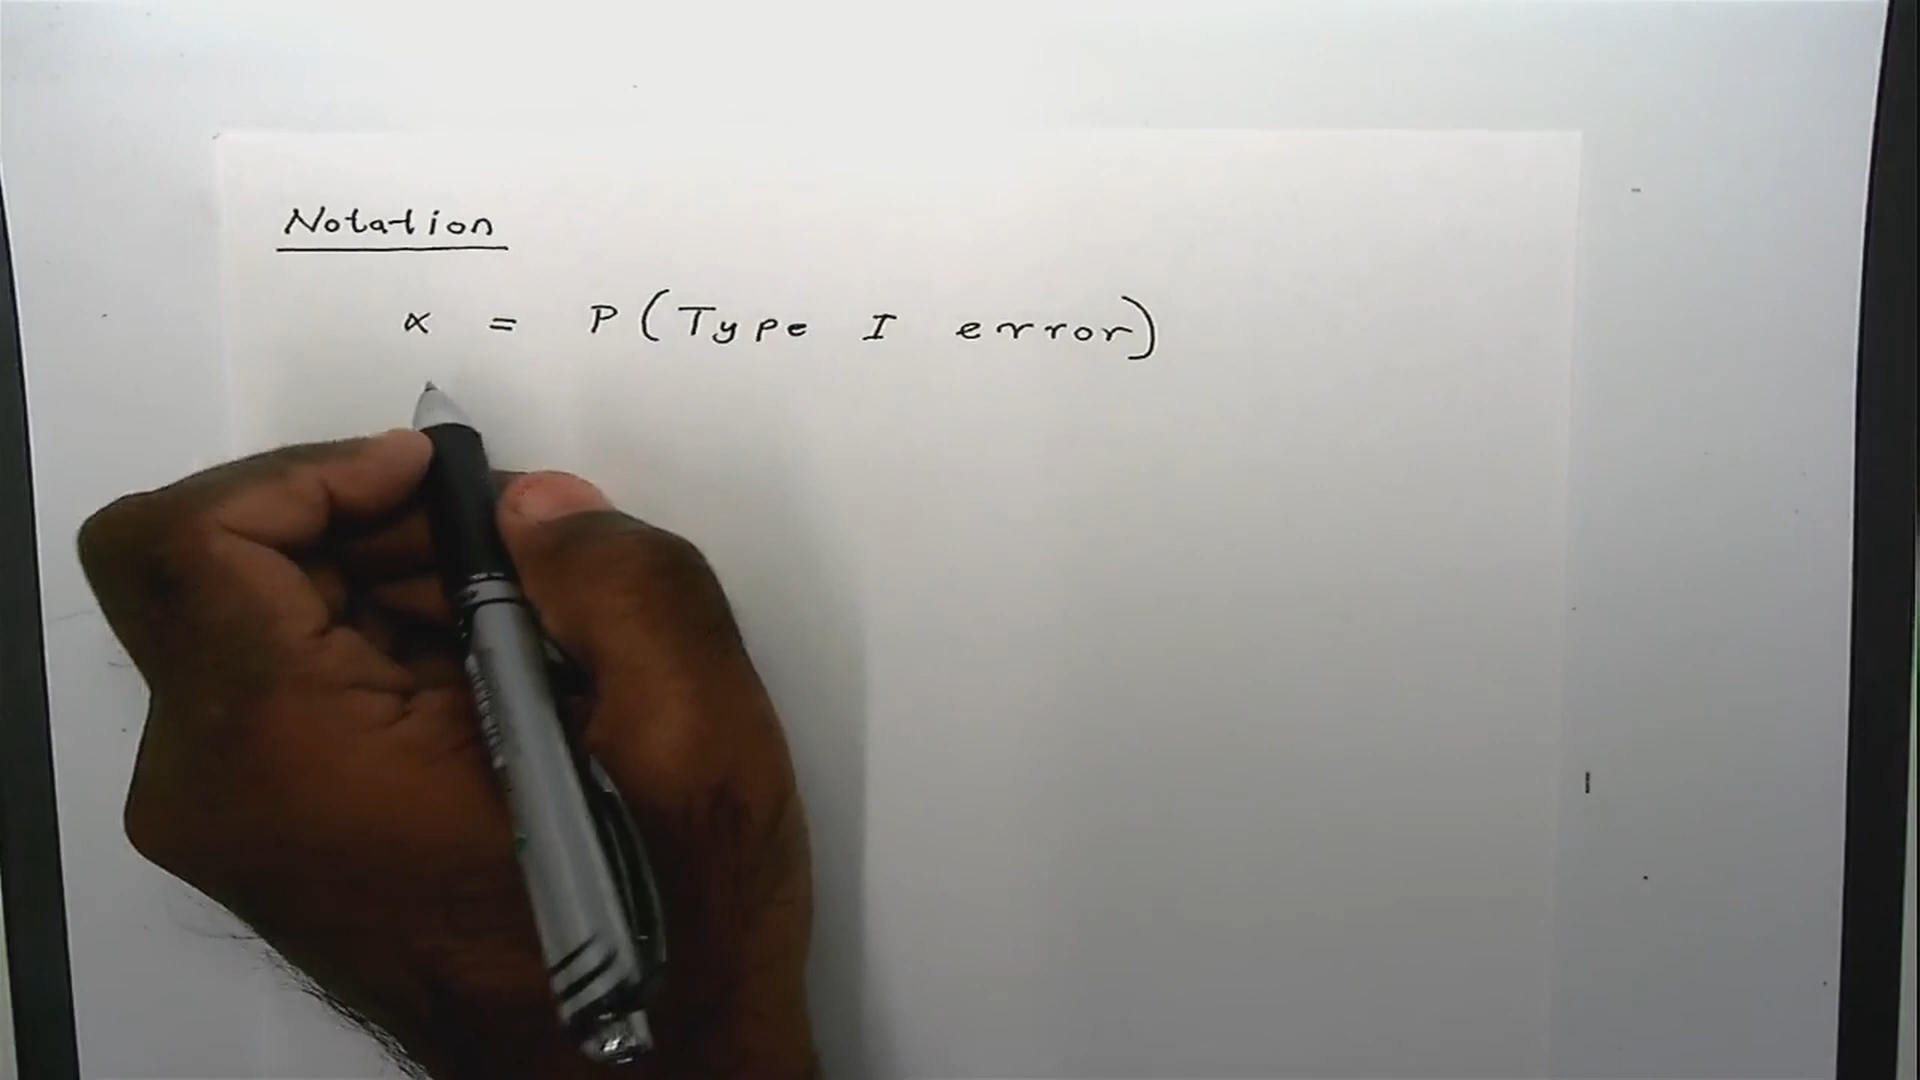 Notation
α = P(Type I error)